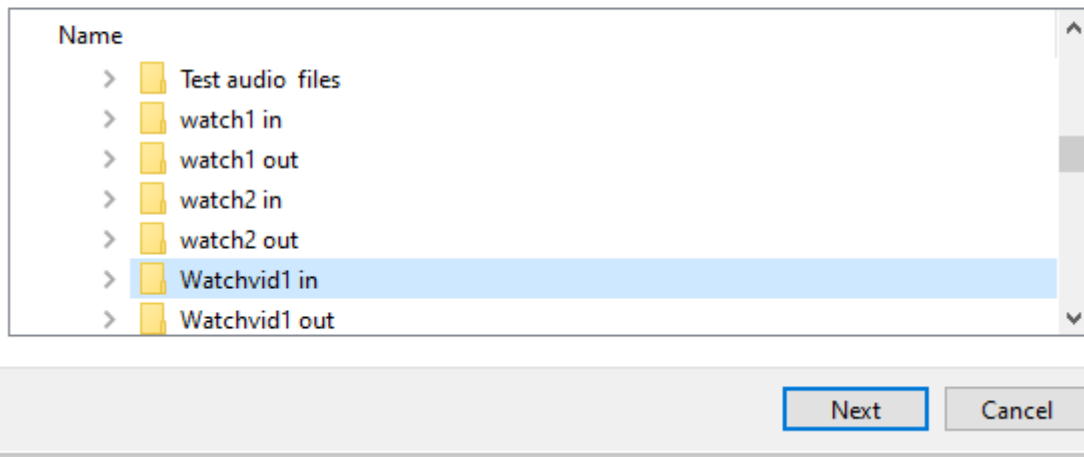 Name
Test audio  files
watch1 in
watch1 out
watch2 in
watch2 out
Watchvid1 in
Watchvid1 out
Next Cancel